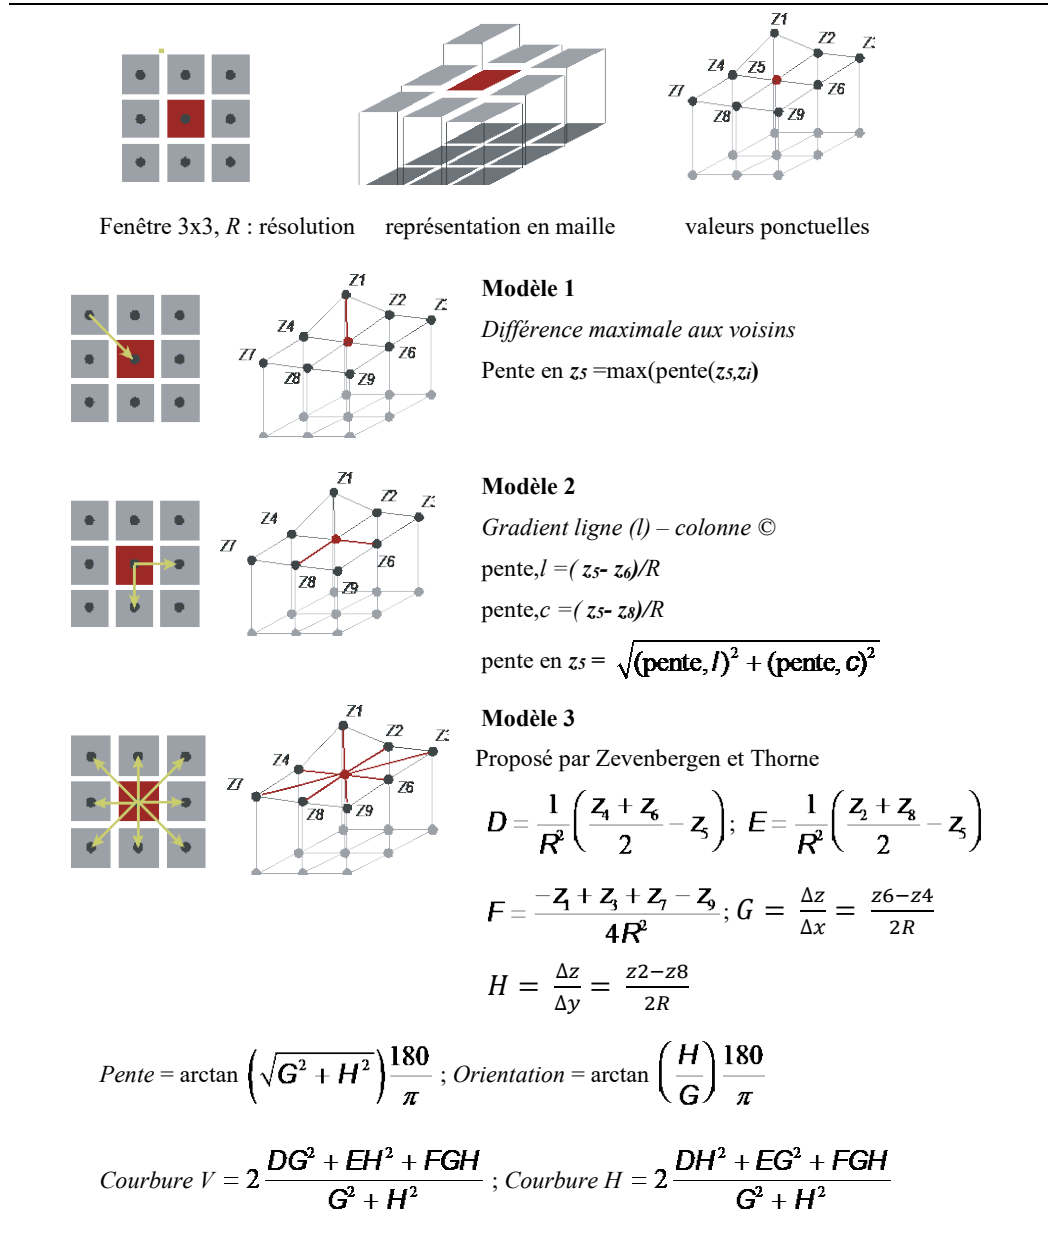 Z1
Z2
Z3
Z4 Z5
Z6
Z7
Z8 Z9
Fenêtre 3x3, R : résolution représentation en maille valeurs ponctuelles
Z1
Z2
Z4
Z6
Z7
Z8 Z9
Modèle 1
Différence maximale aux voisins
Pente en z5 =max(pente(z5,zi)
Z1
Z2
Z3
Z4
Z6
Z7
Z8 Z9
Modèle 2
Gradient ligne (l) – colonne ©
pente,l =( z5- z6)/R
pente,c =( z5- z8)/R
pente en z5 = √((pente, l)² + (pente, c)²)
Z1
Z2
Z3
Z4
Z6
Z7
Z8 Z9
Modèle 3
Proposé par Zevenbergen et Thorne
D = 1/R² ( (z4 + z6)/2 − z5 ); E = 1/R² ( (z2 + z8)/2 − z5 )
F = (−z1 + z3 + z7 − z9)/4R² ; G = Δz/Δx = (z6−z4)/2R
H = Δz/Δy = (z2−z8)/2R
Pente = arctan (√(G² + H²)) 180/π ; Orientation = arctan (H/G) 180/π
Courbure V = 2 (DG² + EH² + FGH)/(G² + H²) ; Courbure H = 2 (DH² + EG² + FGH)/(G² + H²)